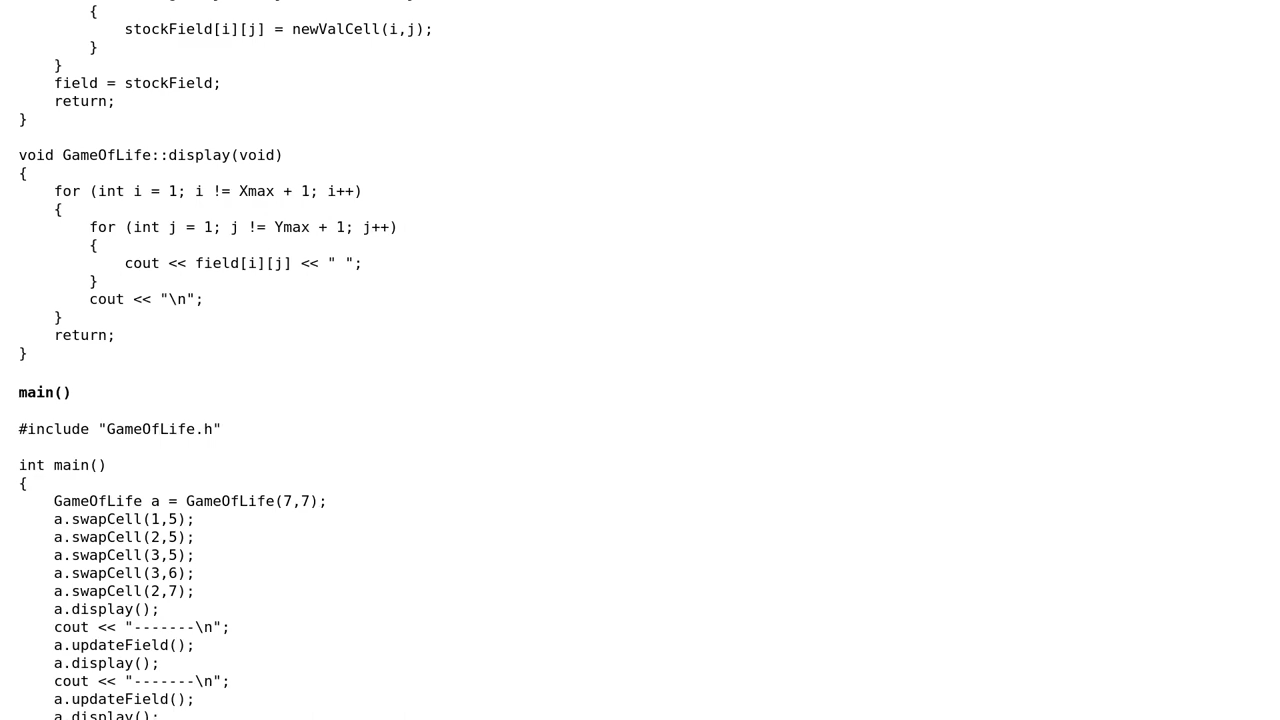 {
            stockField[i][j] = newValCell(i,j);
        }
    }
    field = stockField;
    return;
}

void GameOfLife::display(void)
{
    for (int i = 1; i != Xmax + 1; i++)
    {
        for (int j = 1; j != Ymax + 1; j++)
        {
            cout << field[i][j] << " ";
        }
        cout << "\n";
    }
    return;
}

main()

#include "GameOfLife.h"

int main()
{
    GameOfLife a = GameOfLife(7,7);
    a.swapCell(1,5);
    a.swapCell(2,5);
    a.swapCell(3,5);
    a.swapCell(3,6);
    a.swapCell(2,7);
    a.display();
    cout << "-------\n";
    a.updateField();
    a.display();
    cout << "-------\n";
    a.updateField();
    a.display();